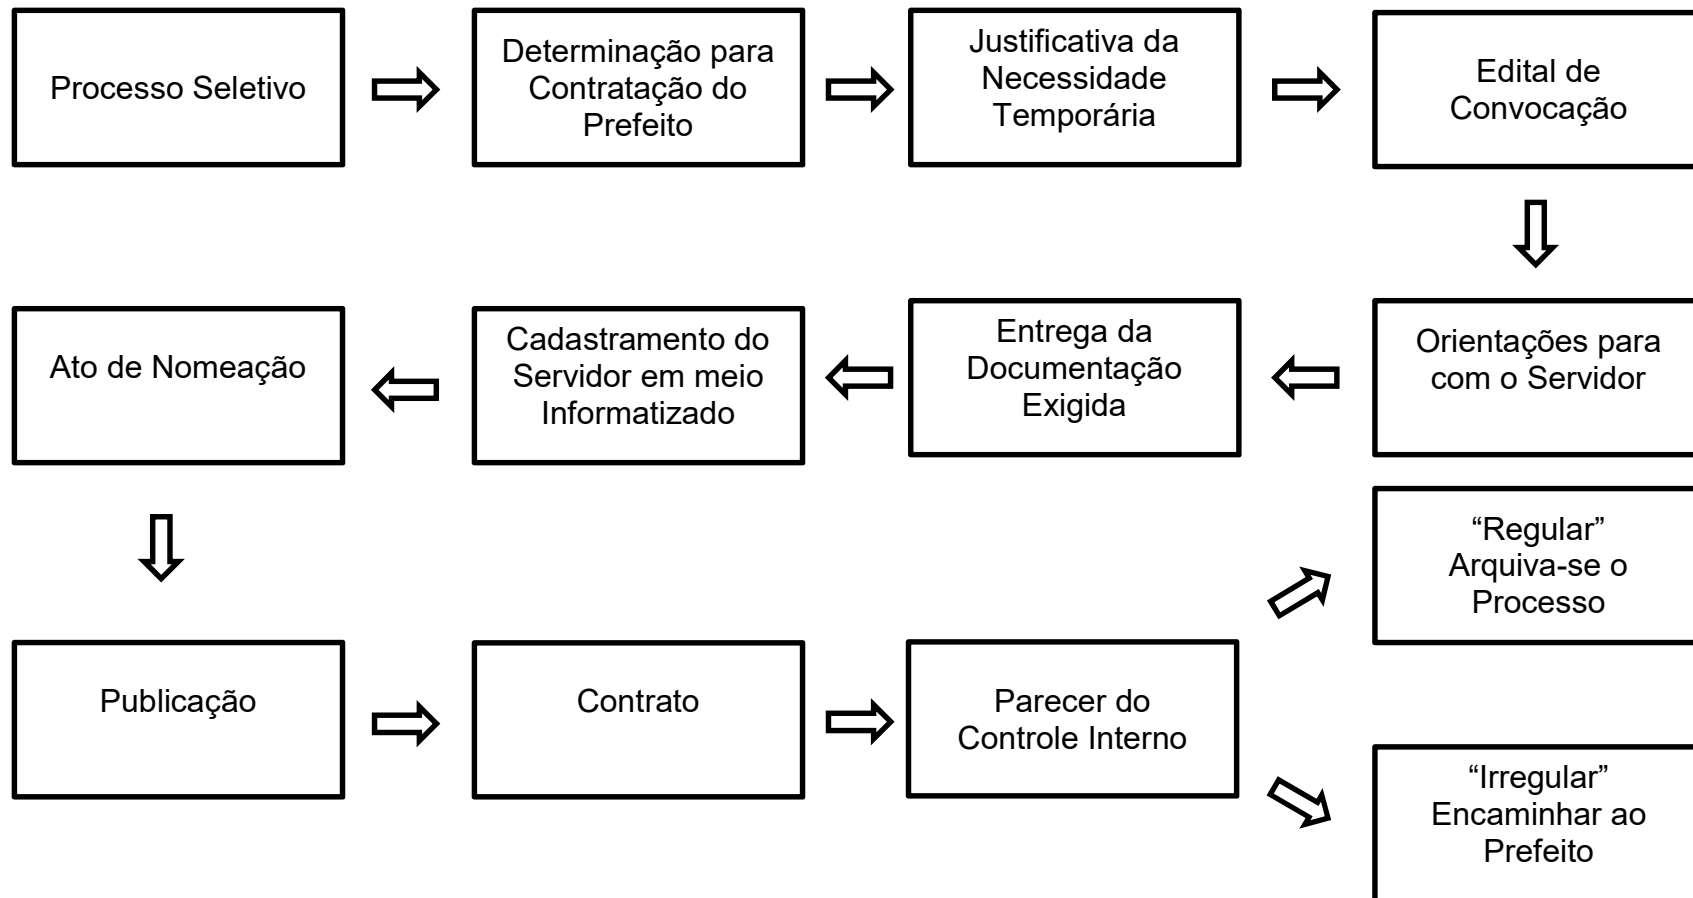 Processo Seletivo
Determinação para
Contratação do
Prefeito
Justificativa da
Necessidade
Temporária
Edital de
Convocação
Orientações para
com o Servidor
Entrega da
Documentação
Exigida
Cadastramento do
Servidor em meio
Informatizado
Ato de Nomeação
Publicação
Contrato
Parecer do
Controle Interno
“Regular”
Arquiva-se o
Processo
“Irregular”
Encaminhar ao
Prefeito